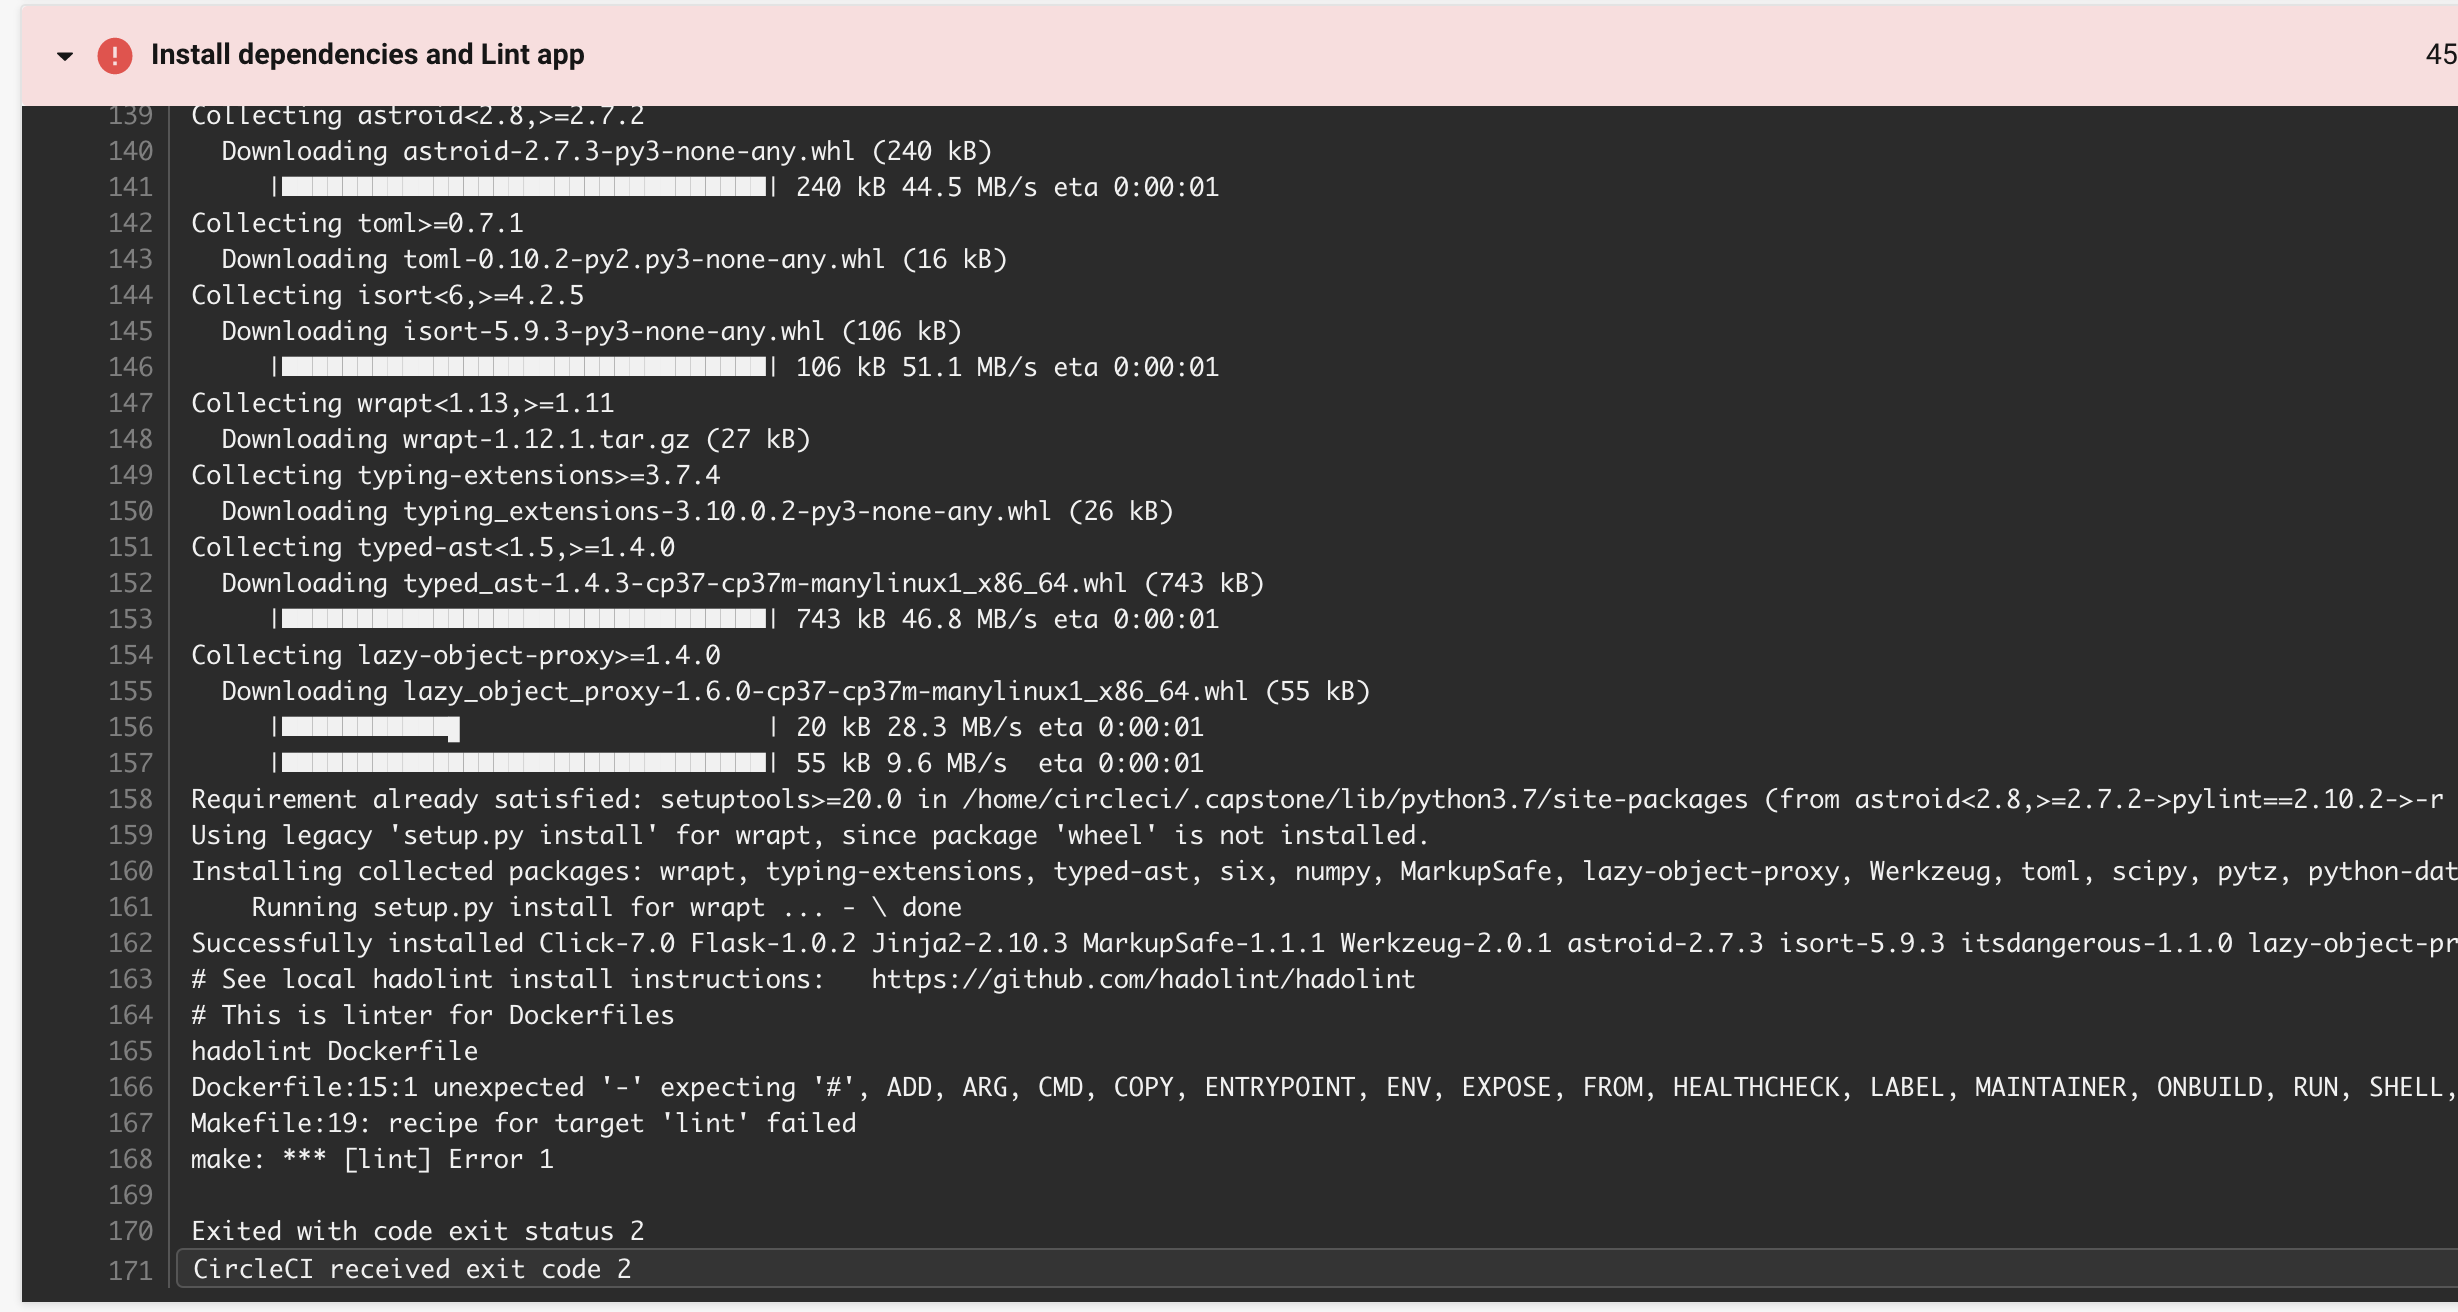 Install dependencies and Lint app
45
139 Collecting astroid<2.8,>=2.7.2
140   Downloading astroid-2.7.3-py3-none-any.whl (240 kB)
141      |████████████████████████████████| 240 kB 44.5 MB/s eta 0:00:01
142 Collecting toml>=0.7.1
143   Downloading toml-0.10.2-py2.py3-none-any.whl (16 kB)
144 Collecting isort<6,>=4.2.5
145   Downloading isort-5.9.3-py3-none-any.whl (106 kB)
146      |████████████████████████████████| 106 kB 51.1 MB/s eta 0:00:01
147 Collecting wrapt<1.13,>=1.11
148   Downloading wrapt-1.12.1.tar.gz (27 kB)
149 Collecting typing-extensions>=3.7.4
150   Downloading typing_extensions-3.10.0.2-py3-none-any.whl (26 kB)
151 Collecting typed-ast<1.5,>=1.4.0
152   Downloading typed_ast-1.4.3-cp37-cp37m-manylinux1_x86_64.whl (743 kB)
153      |████████████████████████████████| 743 kB 46.8 MB/s eta 0:00:01
154 Collecting lazy-object-proxy>=1.4.0
155   Downloading lazy_object_proxy-1.6.0-cp37-cp37m-manylinux1_x86_64.whl (55 kB)
156      |███████████▉                    | 20 kB 28.3 MB/s eta 0:00:01
157      |████████████████████████████████| 55 kB 9.6 MB/s  eta 0:00:01
158 Requirement already satisfied: setuptools>=20.0 in /home/circleci/.capstone/lib/python3.7/site-packages (from astroid<2.8,>=2.7.2->pylint==2.10.2->-r
159 Using legacy 'setup.py install' for wrapt, since package 'wheel' is not installed.
160 Installing collected packages: wrapt, typing-extensions, typed-ast, six, numpy, MarkupSafe, lazy-object-proxy, Werkzeug, toml, scipy, pytz, python-dat
161     Running setup.py install for wrapt ... - \ done
162 Successfully installed Click-7.0 Flask-1.0.2 Jinja2-2.10.3 MarkupSafe-1.1.1 Werkzeug-2.0.1 astroid-2.7.3 isort-5.9.3 itsdangerous-1.1.0 lazy-object-pr
163 # See local hadolint install instructions:   https://github.com/hadolint/hadolint
164 # This is linter for Dockerfiles
165 hadolint Dockerfile
166 Dockerfile:15:1 unexpected '-' expecting '#', ADD, ARG, CMD, COPY, ENTRYPOINT, ENV, EXPOSE, FROM, HEALTHCHECK, LABEL, MAINTAINER, ONBUILD, RUN, SHELL,
167 Makefile:19: recipe for target 'lint' failed
168 make: *** [lint] Error 1
169
170 Exited with code exit status 2
171 CircleCI received exit code 2